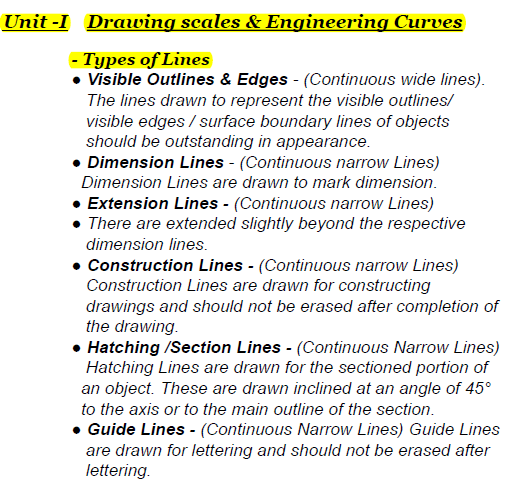 Unit -I Drawing scales & Engineering Curves
- Types of Lines
● Visible Outlines & Edges - (Continuous wide lines).
The lines drawn to represent the visible outlines/
visible edges / surface boundary lines of objects
should be outstanding in appearance.
● Dimension Lines - (Continuous narrow Lines)
Dimension Lines are drawn to mark dimension.
● Extension Lines - (Continuous narrow Lines)
● There are extended slightly beyond the respective
dimension lines.
● Construction Lines - (Continuous narrow Lines)
Construction Lines are drawn for constructing
drawings and should not be erased after completion of
the drawing.
● Hatching /Section Lines - (Continuous Narrow Lines)
Hatching Lines are drawn for the sectioned portion of
an object. These are drawn inclined at an angle of 45°
to the axis or to the main outline of the section.
● Guide Lines - (Continuous Narrow Lines) Guide Lines
are drawn for lettering and should not be erased after
lettering.